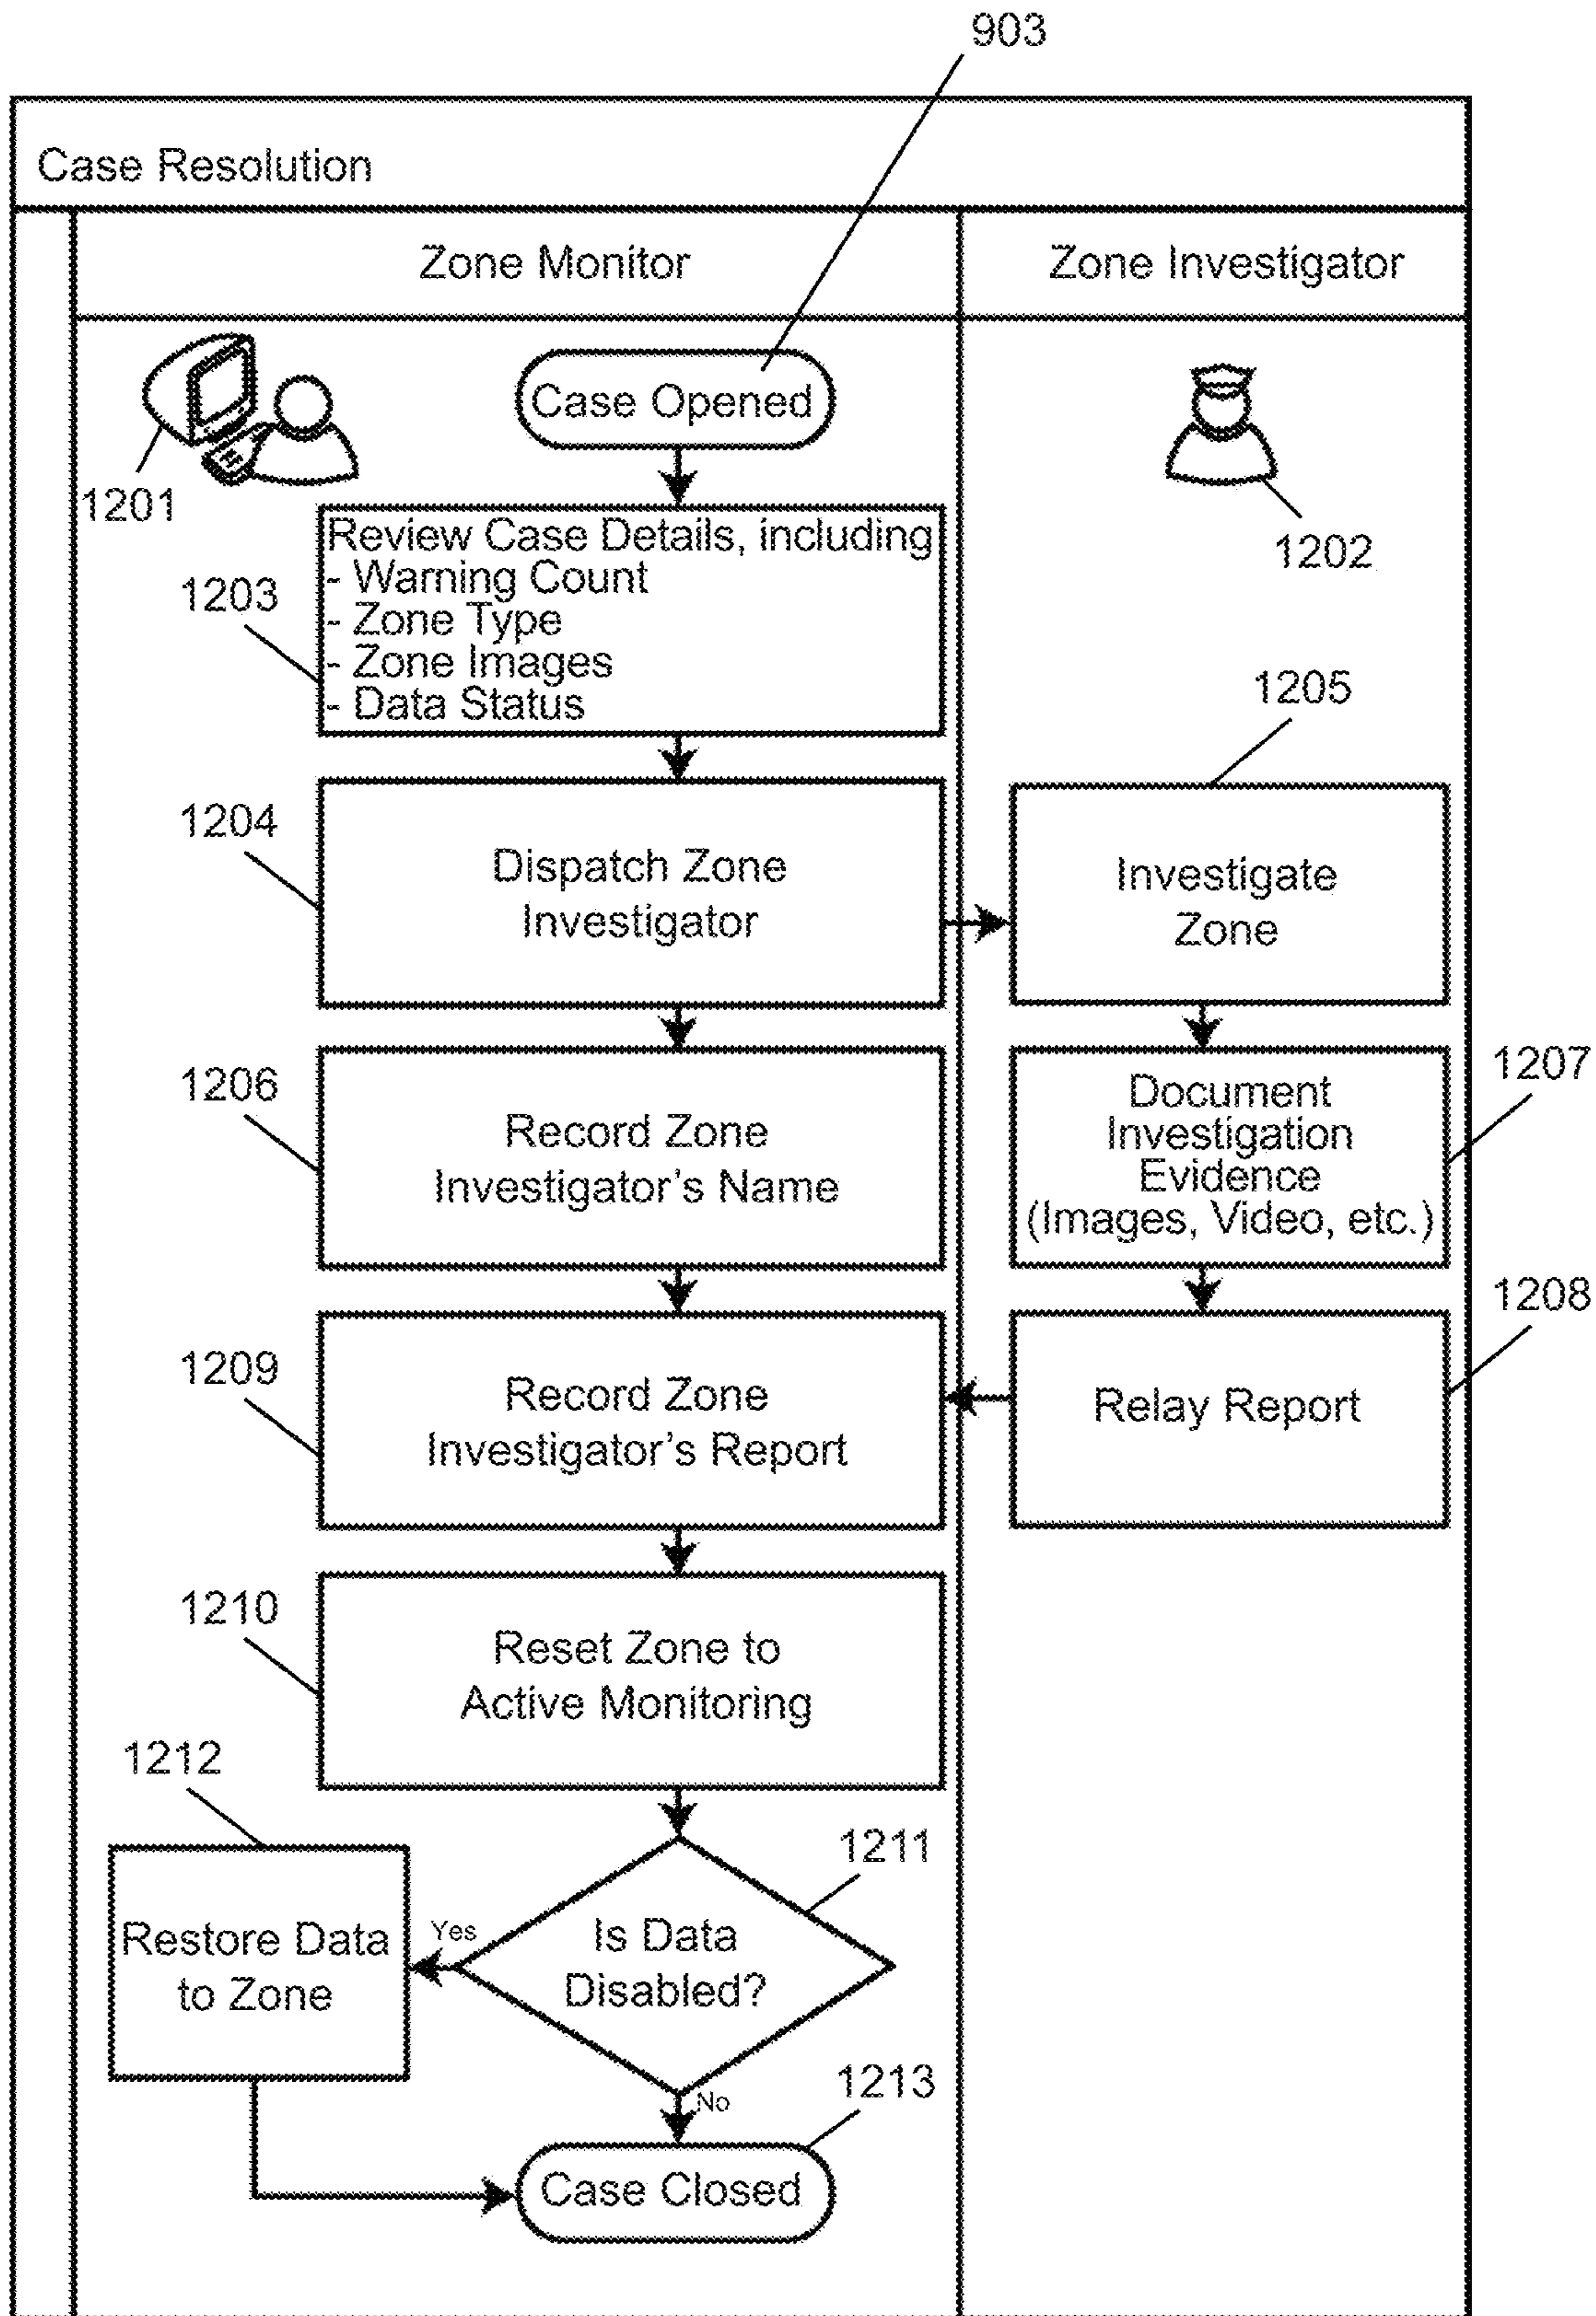 903
Case Resolution
Zone Monitor
Zone Investigator
Case Opened
1201
1202
Review Case Details, including
- Warning Count
- Zone Type
- Zone Images
- Data Status
1203
1204
Dispatch Zone
Investigator
1205
Investigate
Zone
1206
Record Zone
Investigator's Name
1207
Document
Investigation
Evidence
(Images, Video, etc.)
1208
Relay Report
1209
Record Zone
Investigator's Report
1210
Reset Zone to
Active Monitoring
1211
Is Data
Disabled?
Yes
1212
Restore Data
to Zone
No
1213
Case Closed